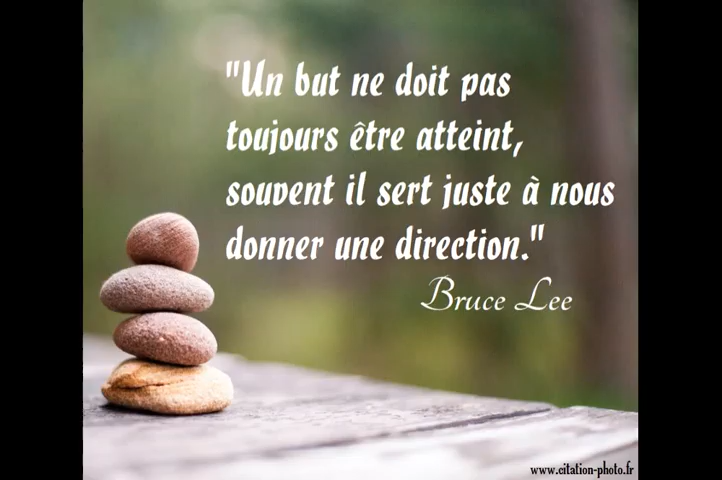 "Un but ne doit pas
toujours être atteint,
souvent il sert juste à nous
donner une direction."
Bruce Lee
www.citation-photo.fr